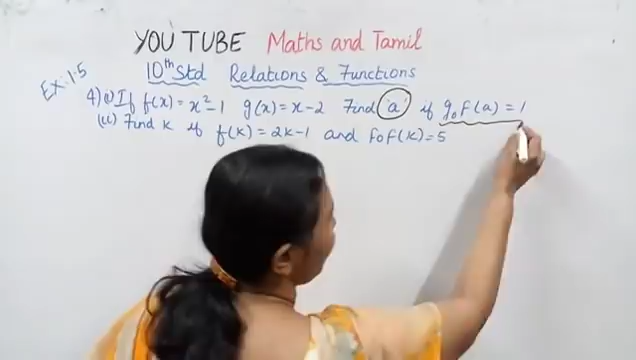 YOU TUBE Maths and Tamil
10th Std Relations & Functions
Ex:1.5
4) (i) If f(x) = x²-1 g(x) = x-2 Find 'a' if gof(a) = 1
(ii) Find k if f(k) = 2k-1 and fof(k) = 5